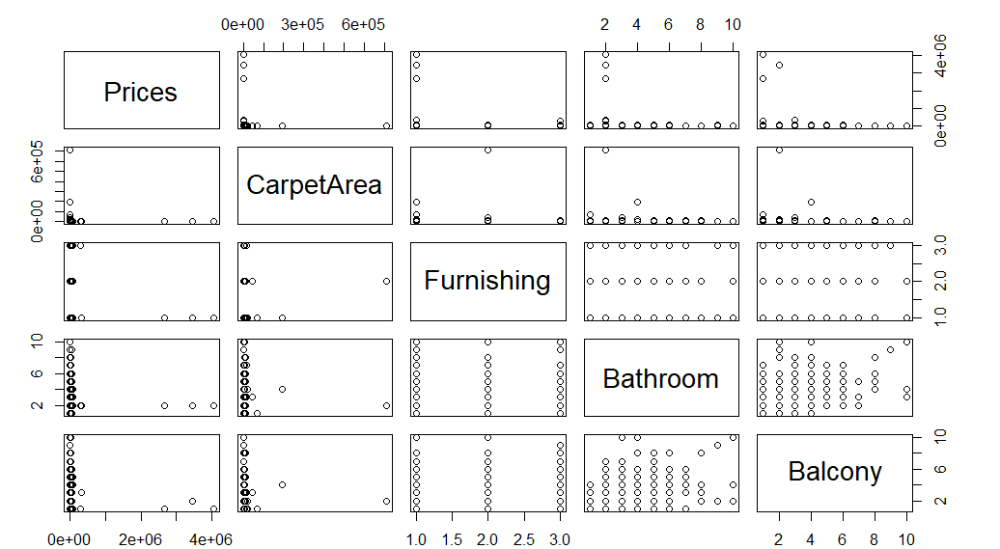 0e+00 3e+05 6e+05 2 4 6 8 10
Prices
0e+00 4e+06
0e+00 6e+05
CarpetArea
Furnishing
1.0 2.0 3.0
2 6 10
Bathroom
Balcony
2 6 10
0e+00 4e+06 1.0 1.5 2.0 2.5 3.0 2 4 6 8 10